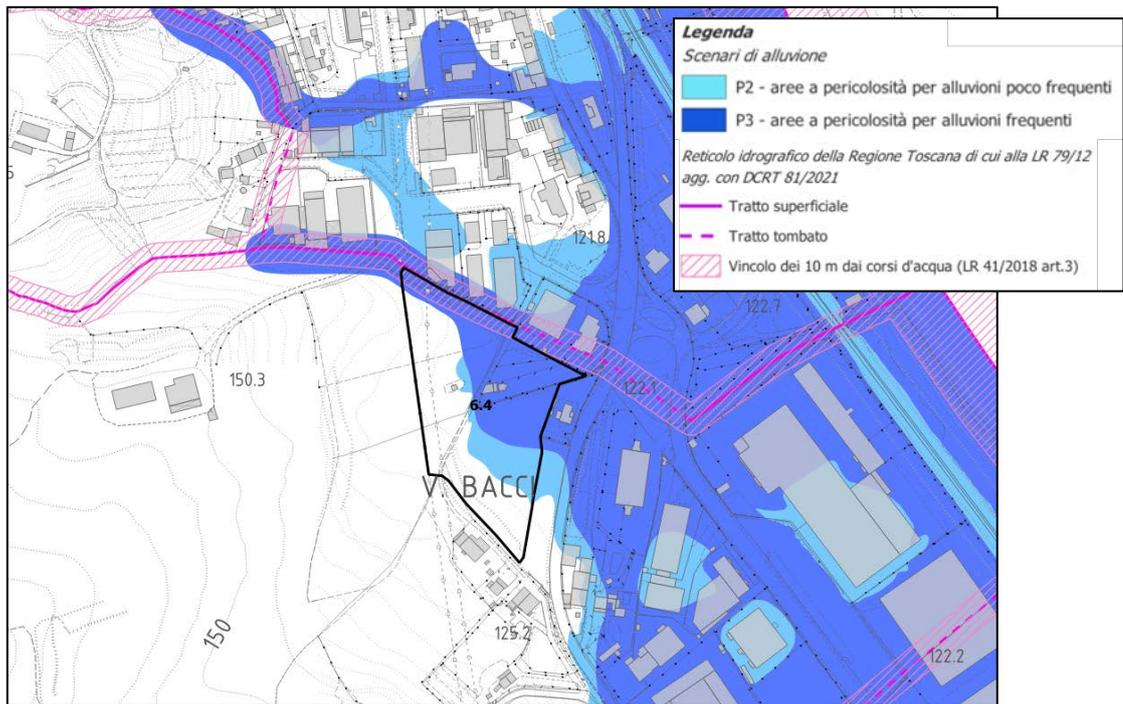 Legenda
Scenari di alluvione
P2 - aree a pericolosità per alluvioni poco frequenti
P3 - aree a pericolosità per alluvioni frequenti
Reticolo idrografico della Regione Toscana di cui alla LR 79/12
agg. con DCRT 81/2021
Tratto superficiale
Tratto tombato
Vincolo dei 10 m dai corsi d'acqua (LR 41/2018 art.3)
5
121.8
122.7
150.3
122.1
6.4
V. BACCI
150
125.2
122.2